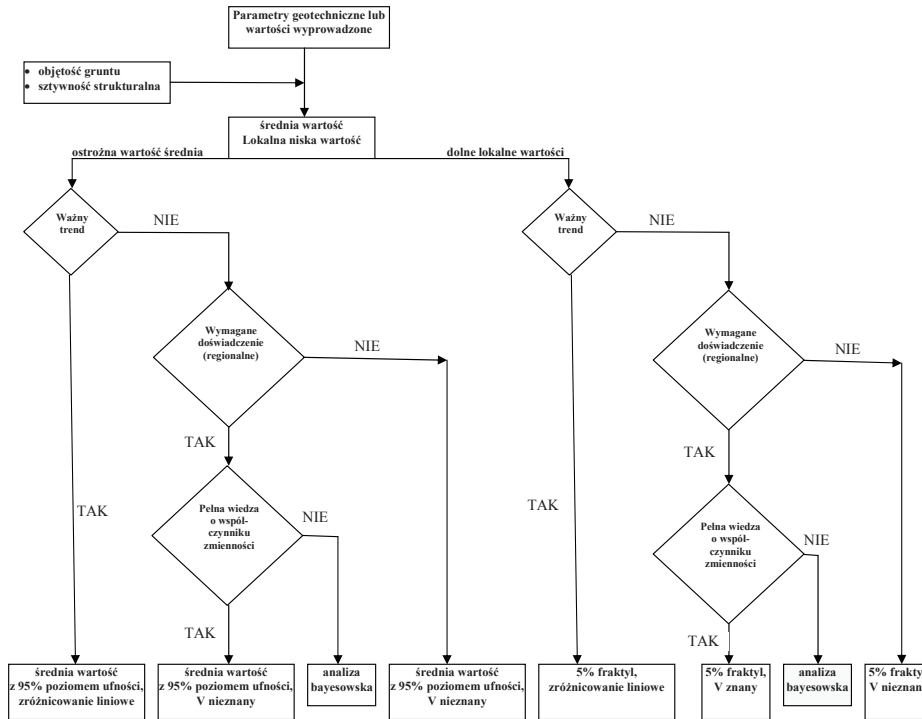 Parametry geotechniczne lub
wartości wyprowadzone
• objętość gruntu
• sztywność strukturalna
średnia wartość
Lokalna niska wartość
ostrożna wartość średnia
dolne lokalne wartości
Ważny
trend
NIE
Ważny
trend
NIE
Wymagane
doświadczenie
(regionalne)
NIE
Wymagane
doświadczenie
(regionalne)
NIE
TAK
TAK
TAK
Pełna wiedza
o współ-
czynniku
zmienności
NIE
TAK
Pełna wiedza
o współ-
czynniku
zmienności
NIE
TAK
TAK
średnia wartość
z 95% poziomem ufności,
zróżnicowanie liniowe
średnia wartość
z 95% poziomem ufności,
V nieznany
analiza
bayesowska
średnia wartość
z 95% poziomem ufności,
V nieznany
5% fraktyl,
zróżnicowanie liniowe
5% fraktyl,
V znany
analiza
bayesowska
5% fraktyl,
V nieznany